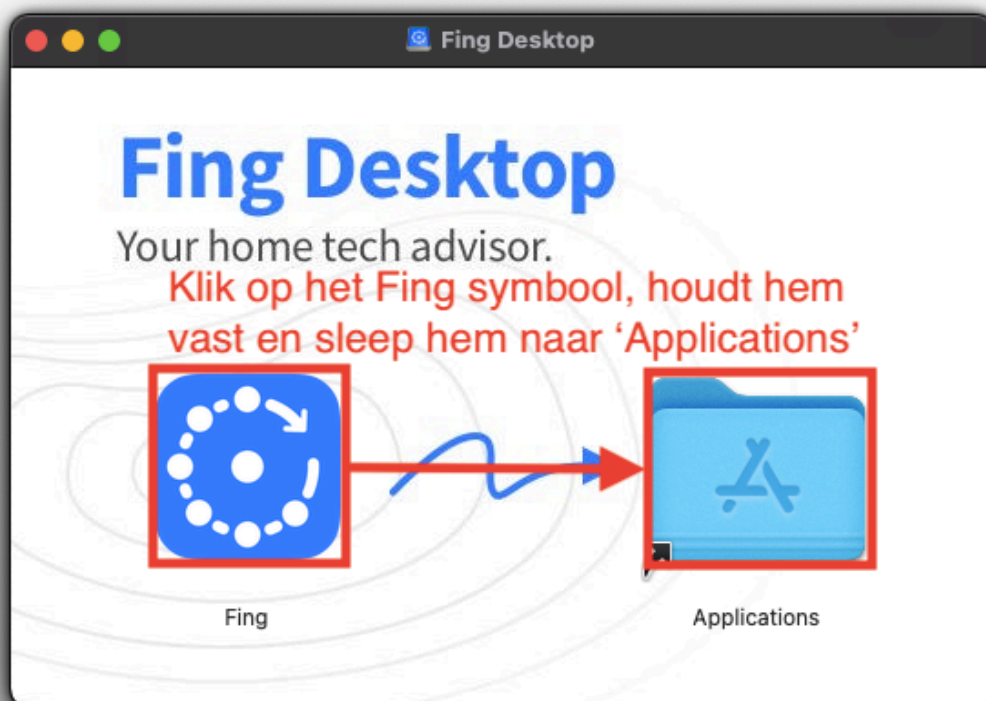 Fing Desktop
Fing Desktop
Your home tech advisor.
Klik op het Fing symbool, houdt hem
vast en sleep hem naar ‘Applications’
Fing
Applications